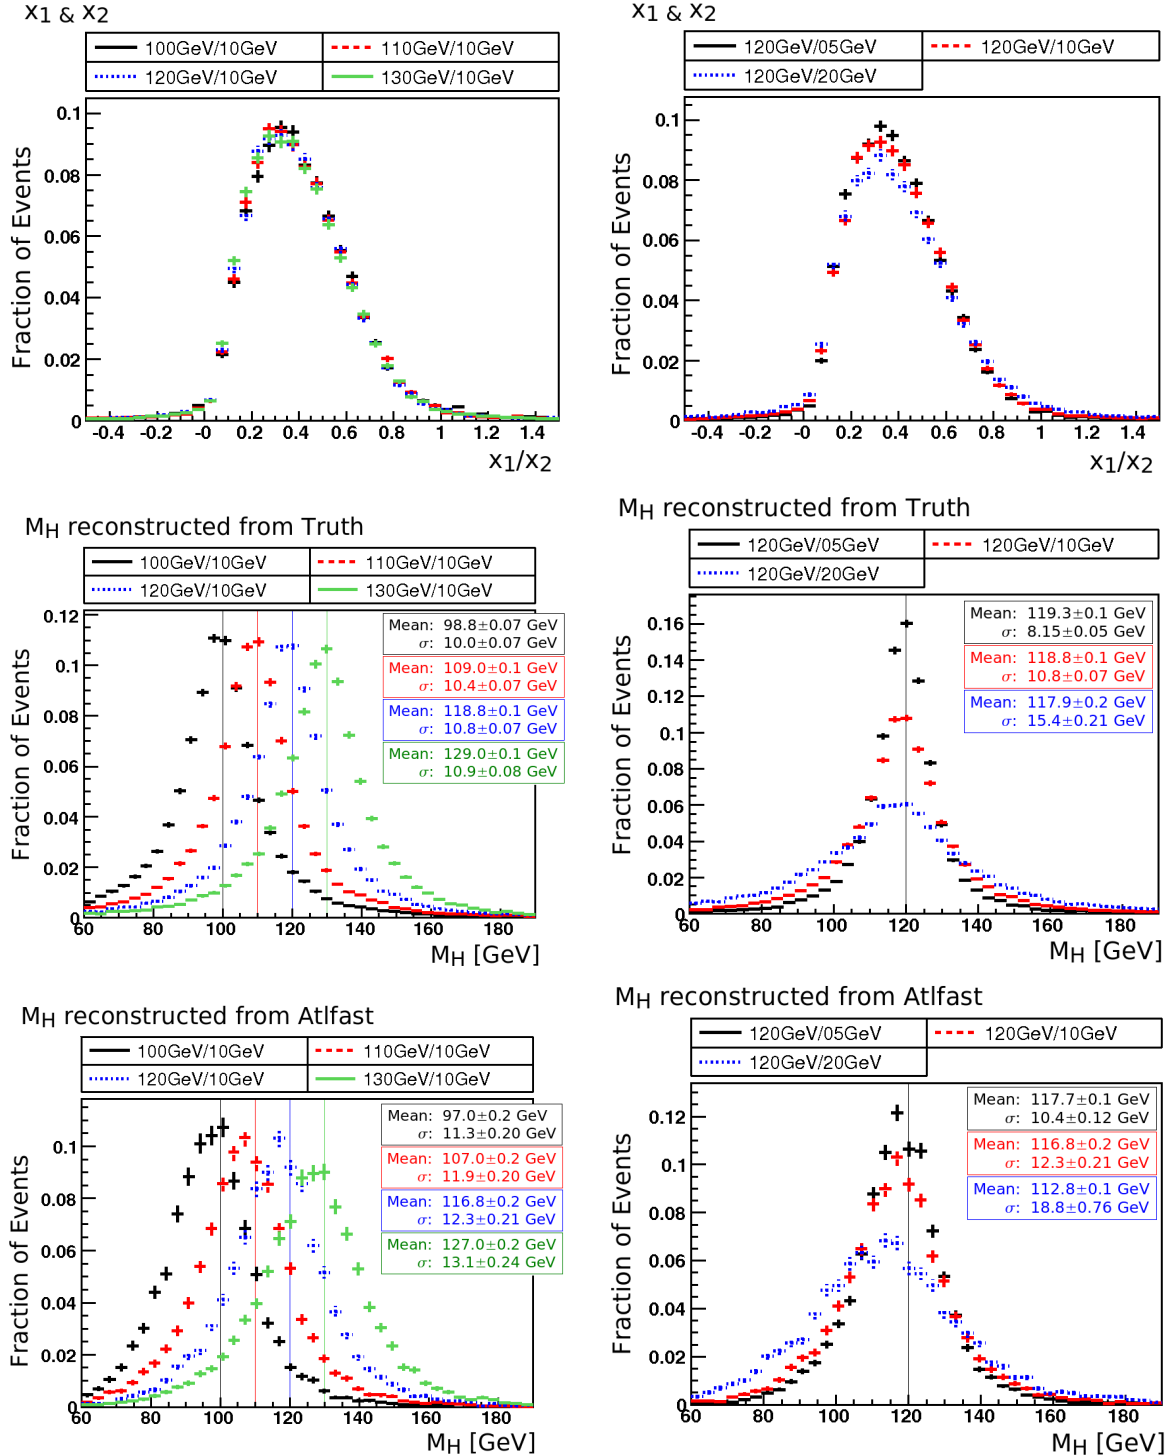 x1 & x2
100GeV/10GeV 110GeV/10GeV
120GeV/10GeV 130GeV/10GeV
Fraction of Events
0.1
0.08
0.06
0.04
0.02
0
-0.4 -0.2 -0 0.2 0.4 0.6 0.8 1 1.2 1.4
x1/x2
x1 & x2
120GeV/05GeV 120GeV/10GeV
120GeV/20GeV
Fraction of Events
0.1
0.08
0.06
0.04
0.02
0
-0.4 -0.2 -0 0.2 0.4 0.6 0.8 1 1.2 1.4
x1/x2
MH reconstructed from Truth
100GeV/10GeV 110GeV/10GeV
120GeV/10GeV 130GeV/10GeV
Fraction of Events
0.12
0.1
0.08
0.06
0.04
0.02
0
Mean: 98.8±0.07 GeV
σ: 10.0±0.07 GeV
Mean: 109.0±0.1 GeV
σ: 10.4±0.07 GeV
Mean: 118.8±0.1 GeV
σ: 10.8±0.07 GeV
Mean: 129.0±0.1 GeV
σ: 10.9±0.08 GeV
60 80 100 120 140 160 180
MH [GeV]
MH reconstructed from Truth
120GeV/05GeV 120GeV/10GeV
120GeV/20GeV
Fraction of Events
0.16
0.14
0.12
0.1
0.08
0.06
0.04
0.02
0
Mean: 119.3±0.1 GeV
σ: 8.15±0.05 GeV
Mean: 118.8±0.1 GeV
σ: 10.8±0.07 GeV
Mean: 117.9±0.2 GeV
σ: 15.4±0.21 GeV
60 80 100 120 140 160 180
MH [GeV]
MH reconstructed from Atlfast
100GeV/10GeV 110GeV/10GeV
120GeV/10GeV 130GeV/10GeV
Fraction of Events
0.1
0.08
0.06
0.04
0.02
0
Mean: 97.0±0.2 GeV
σ: 11.3±0.20 GeV
Mean: 107.0±0.2 GeV
σ: 11.9±0.20 GeV
Mean: 116.8±0.2 GeV
σ: 12.3±0.21 GeV
Mean: 127.0±0.2 GeV
σ: 13.1±0.24 GeV
60 80 100 120 140 160 180
MH [GeV]
MH reconstructed from Atlfast
120GeV/05GeV 120GeV/10GeV
120GeV/20GeV
Fraction of Events
0.12
0.1
0.08
0.06
0.04
0.02
0
Mean: 117.7±0.1 GeV
σ: 10.4±0.12 GeV
Mean: 116.8±0.2 GeV
σ: 12.3±0.21 GeV
Mean: 112.8±0.1 GeV
σ: 18.8±0.76 GeV
60 80 100 120 140 160 180
MH [GeV]